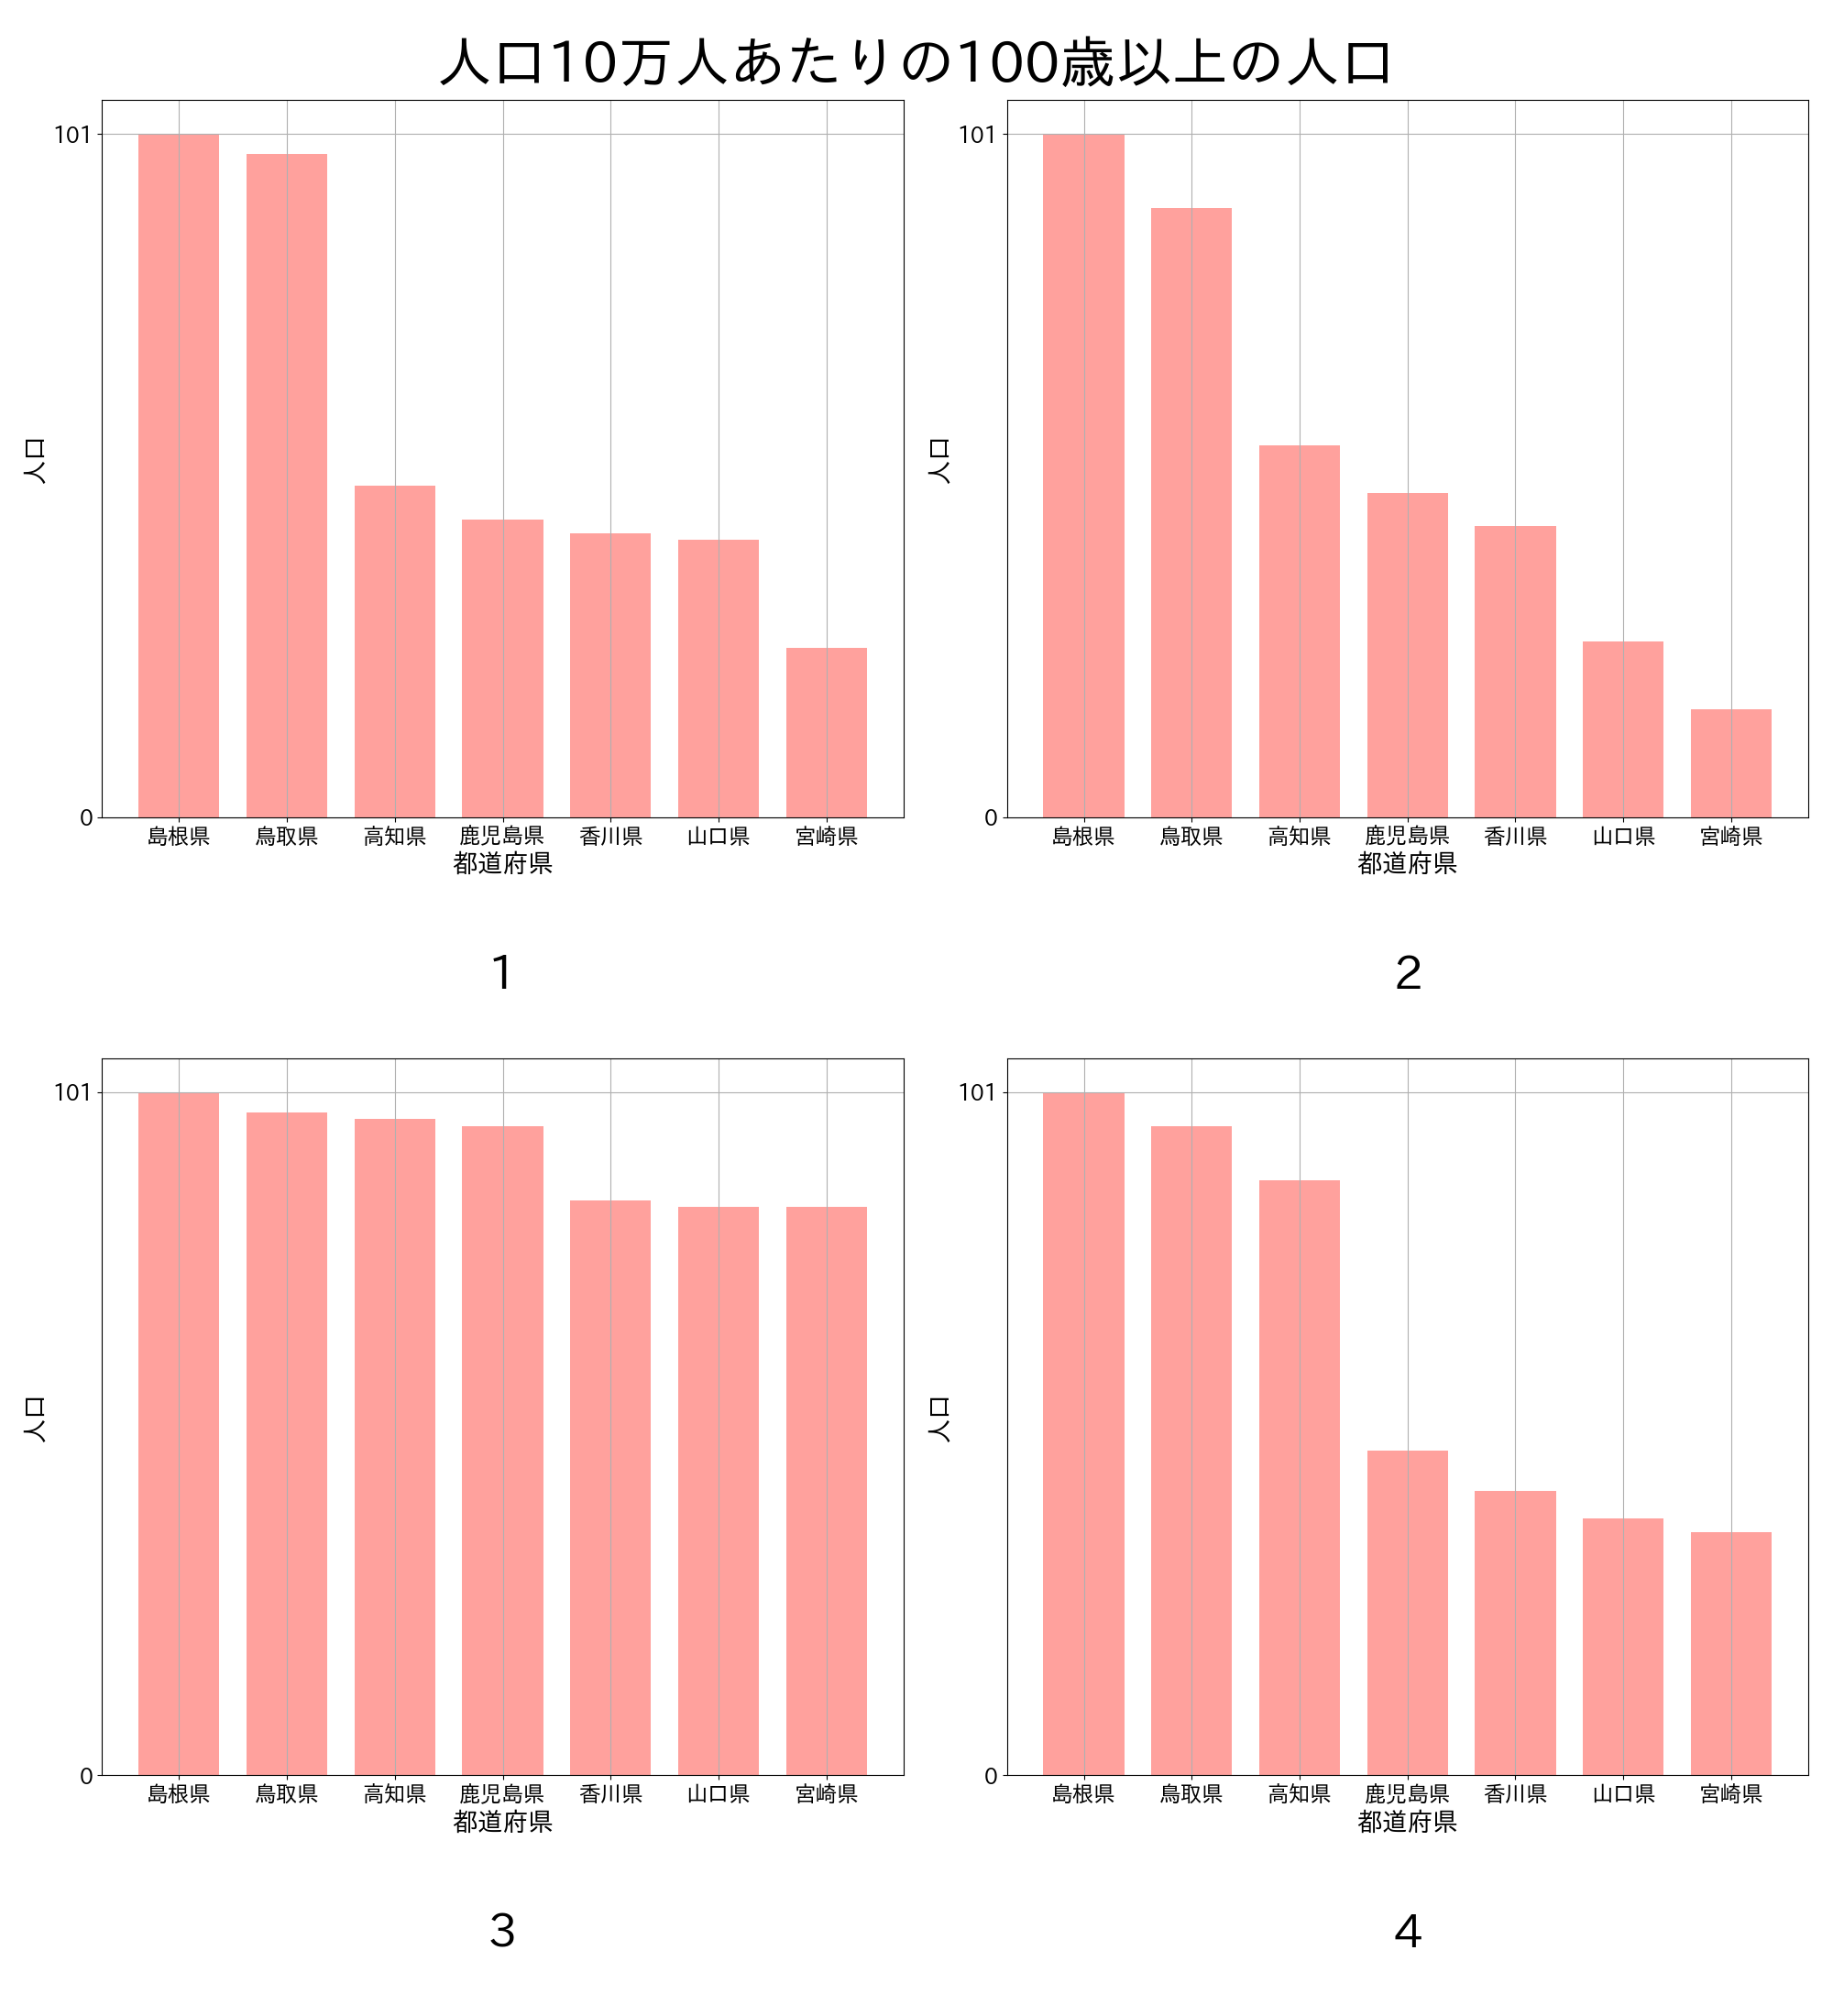 人口10万人あたりの100歳以上の人口
101
人口
0
島根県 鳥取県 高知県 鹿児島県 香川県 山口県 宮崎県
都道府県
1
101
人口
0
島根県 鳥取県 高知県 鹿児島県 香川県 山口県 宮崎県
都道府県
2
101
人口
0
島根県 鳥取県 高知県 鹿児島県 香川県 山口県 宮崎県
都道府県
3
101
人口
0
島根県 鳥取県 高知県 鹿児島県 香川県 山口県 宮崎県
都道府県
4